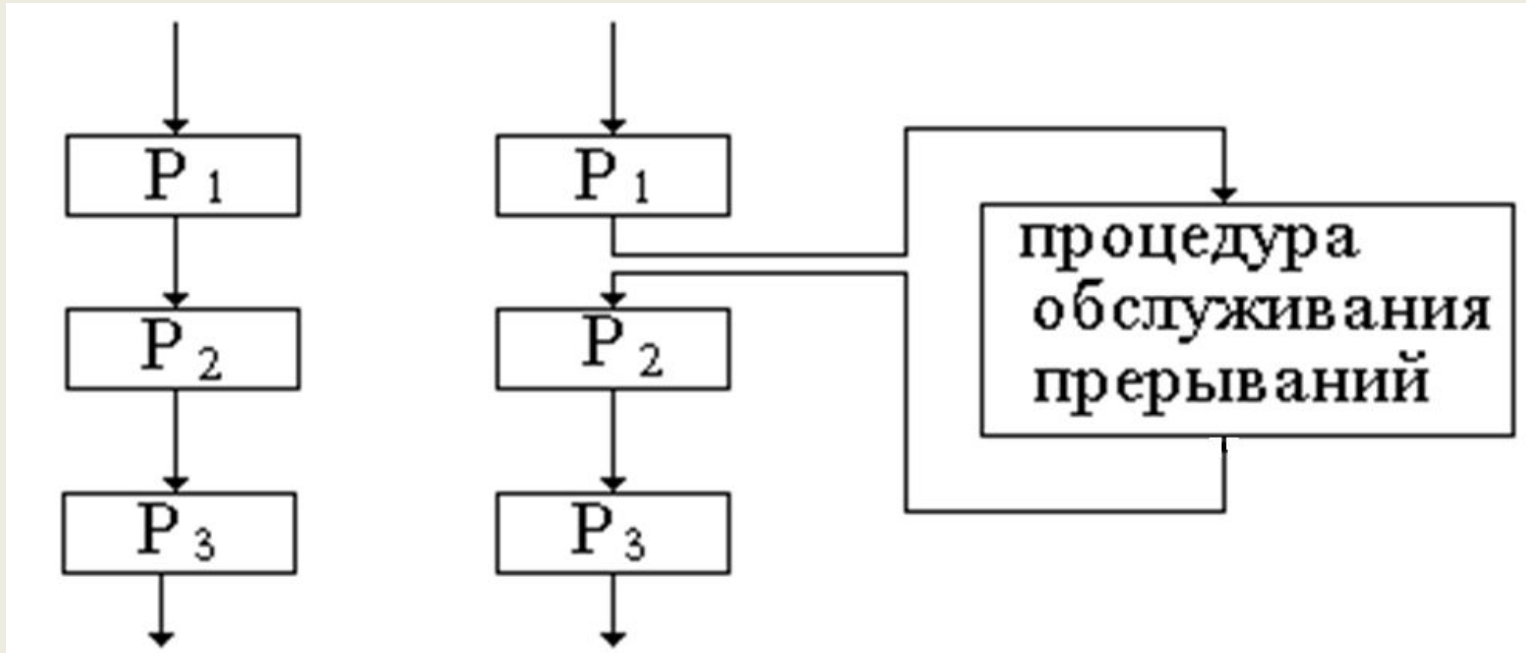 P 1
P 1
процедура
обслуживания
прерываний
P 2
P 2
P 3
P 3